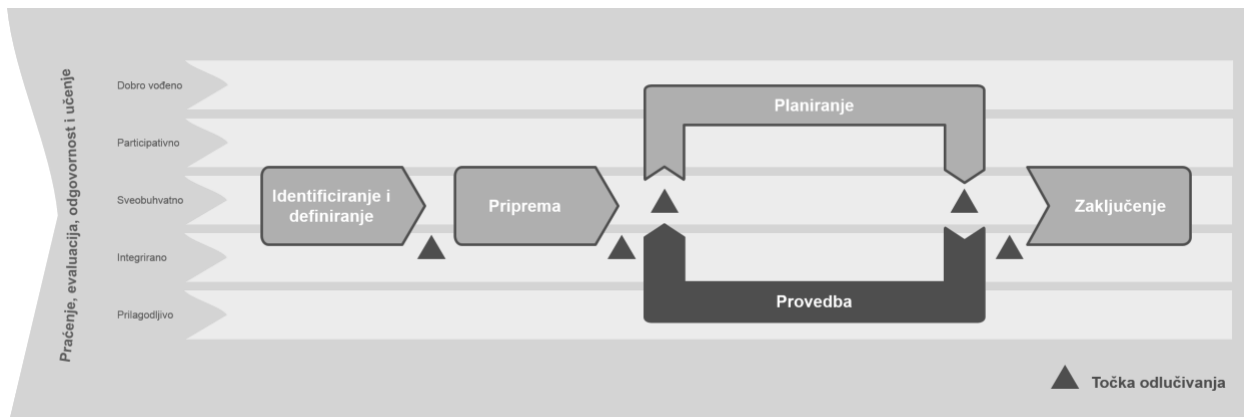 Praćenje, evaluacija, odgovornost i učenje
Dobro vođeno
Participativno
Sveobuhvatno
Integrirano
Prilagodljivo
Identificiranje i
definiranje
Priprema
Planiranje
Provedba
Zaključenje
Točka odlučivanja